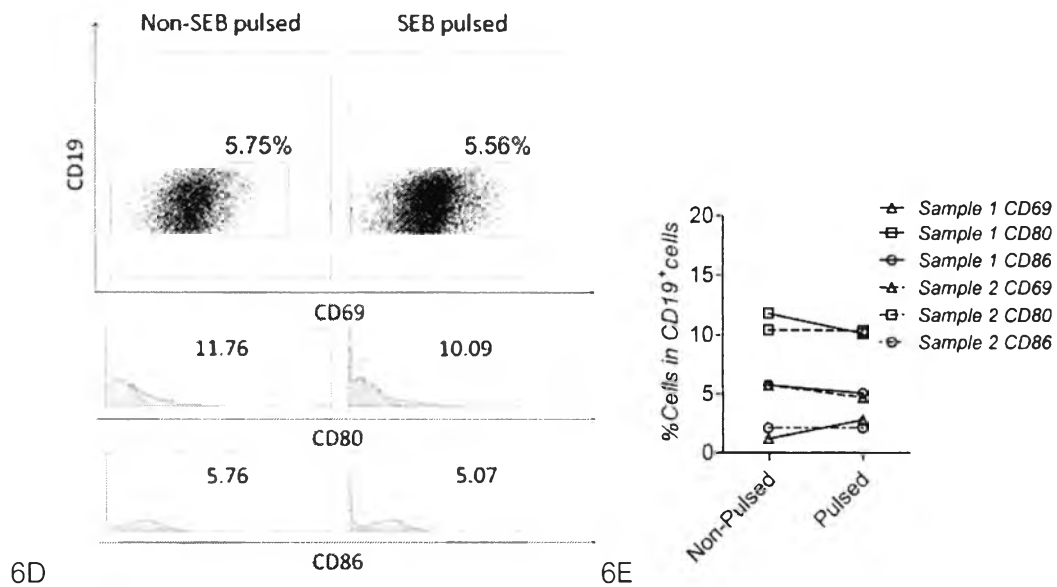 Non-SEB pulsed SEB pulsed
CD19
5.75% 5.56%
CD69
11.76 10.09
CD80
5.76 5.07
CD86
6D
%Cells in CD19+cells
20
15
10
5
0
Non-Pulsed
Pulsed
Sample 1 CD69
Sample 1 CD80
Sample 1 CD86
Sample 2 CD69
Sample 2 CD80
Sample 2 CD86
6E